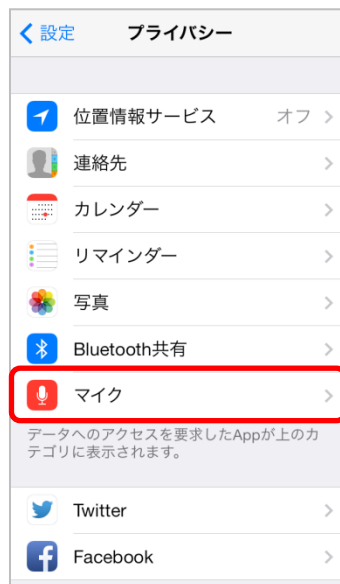 設定 プライバシー
位置情報サービス オフ
連絡先
カレンダー
リマインダー
写真
Bluetooth共有
マイク
データへのアクセスを要求したAppが上のカ
テゴリに表示されます。
Twitter
Facebook